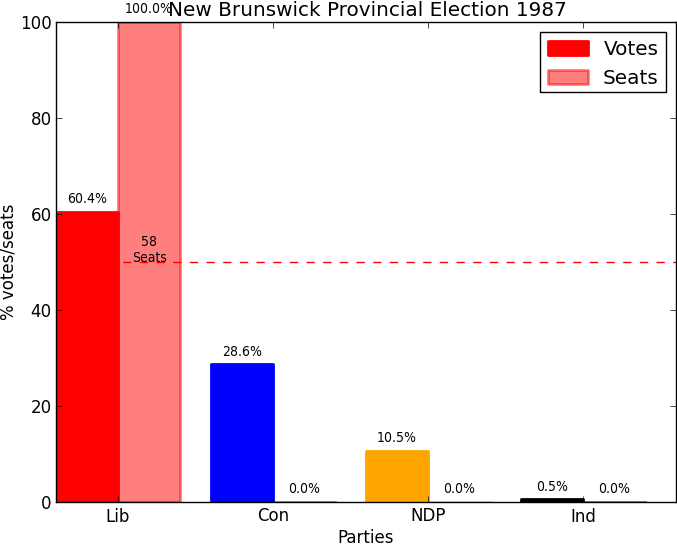 New Brunswick Provincial Election 1987
100.0%
Votes
Seats
100
80
60
40
20
0
% votes/seats
60.4%
58
Seats
28.6%
0.0%
10.5%
0.0%
0.5%
0.0%
Lib
Con
NDP
Ind
Parties